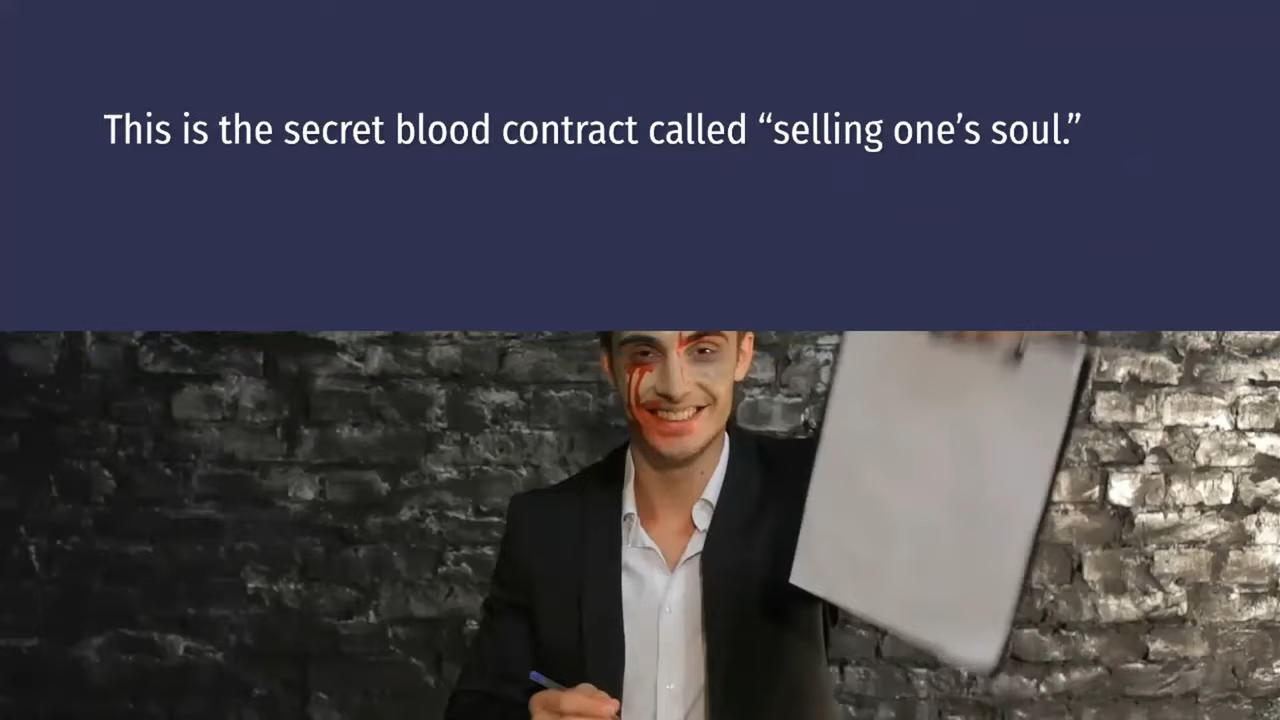 This is the secret blood contract called “selling one’s soul.”